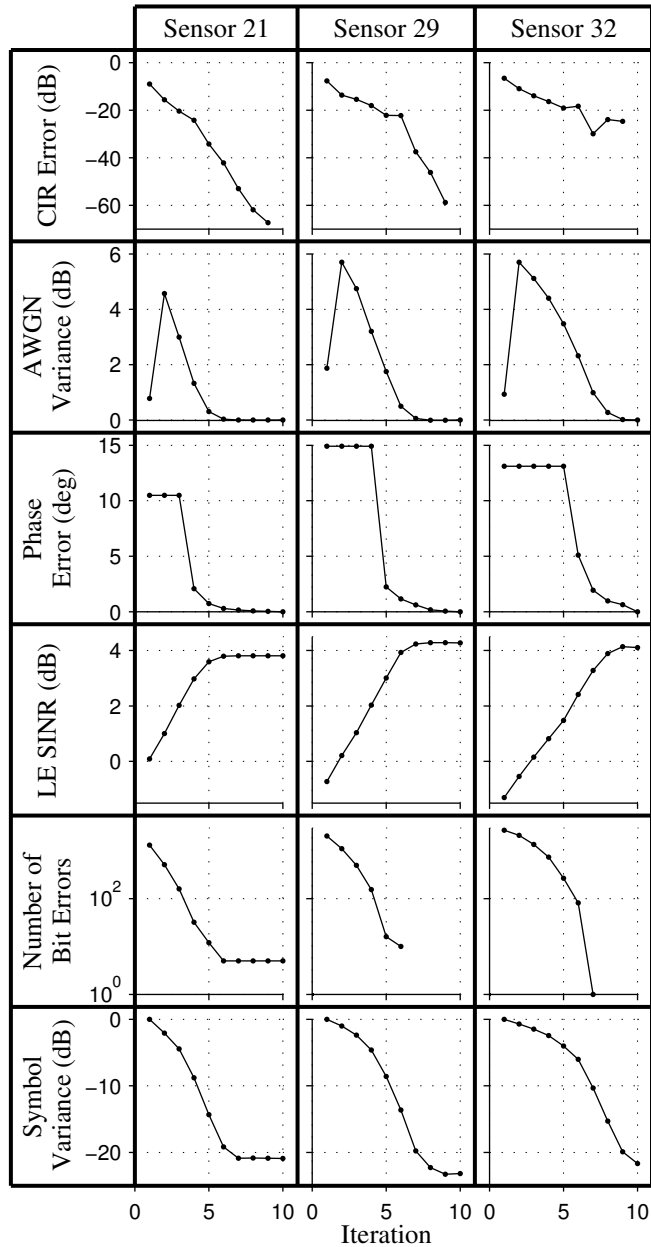 Sensor 21 Sensor 29 Sensor 32
CIR Error (dB)
0
−20
−40
−60
AWGN
Variance (dB)
6
4
2
0
Phase
Error (deg)
15
10
5
0
LE SINR (dB)
4
2
0
Number of
Bit Errors
10^2
10^0
Symbol
Variance (dB)
0
−10
−20
0 5 10 0 5 10 0 5 10
Iteration